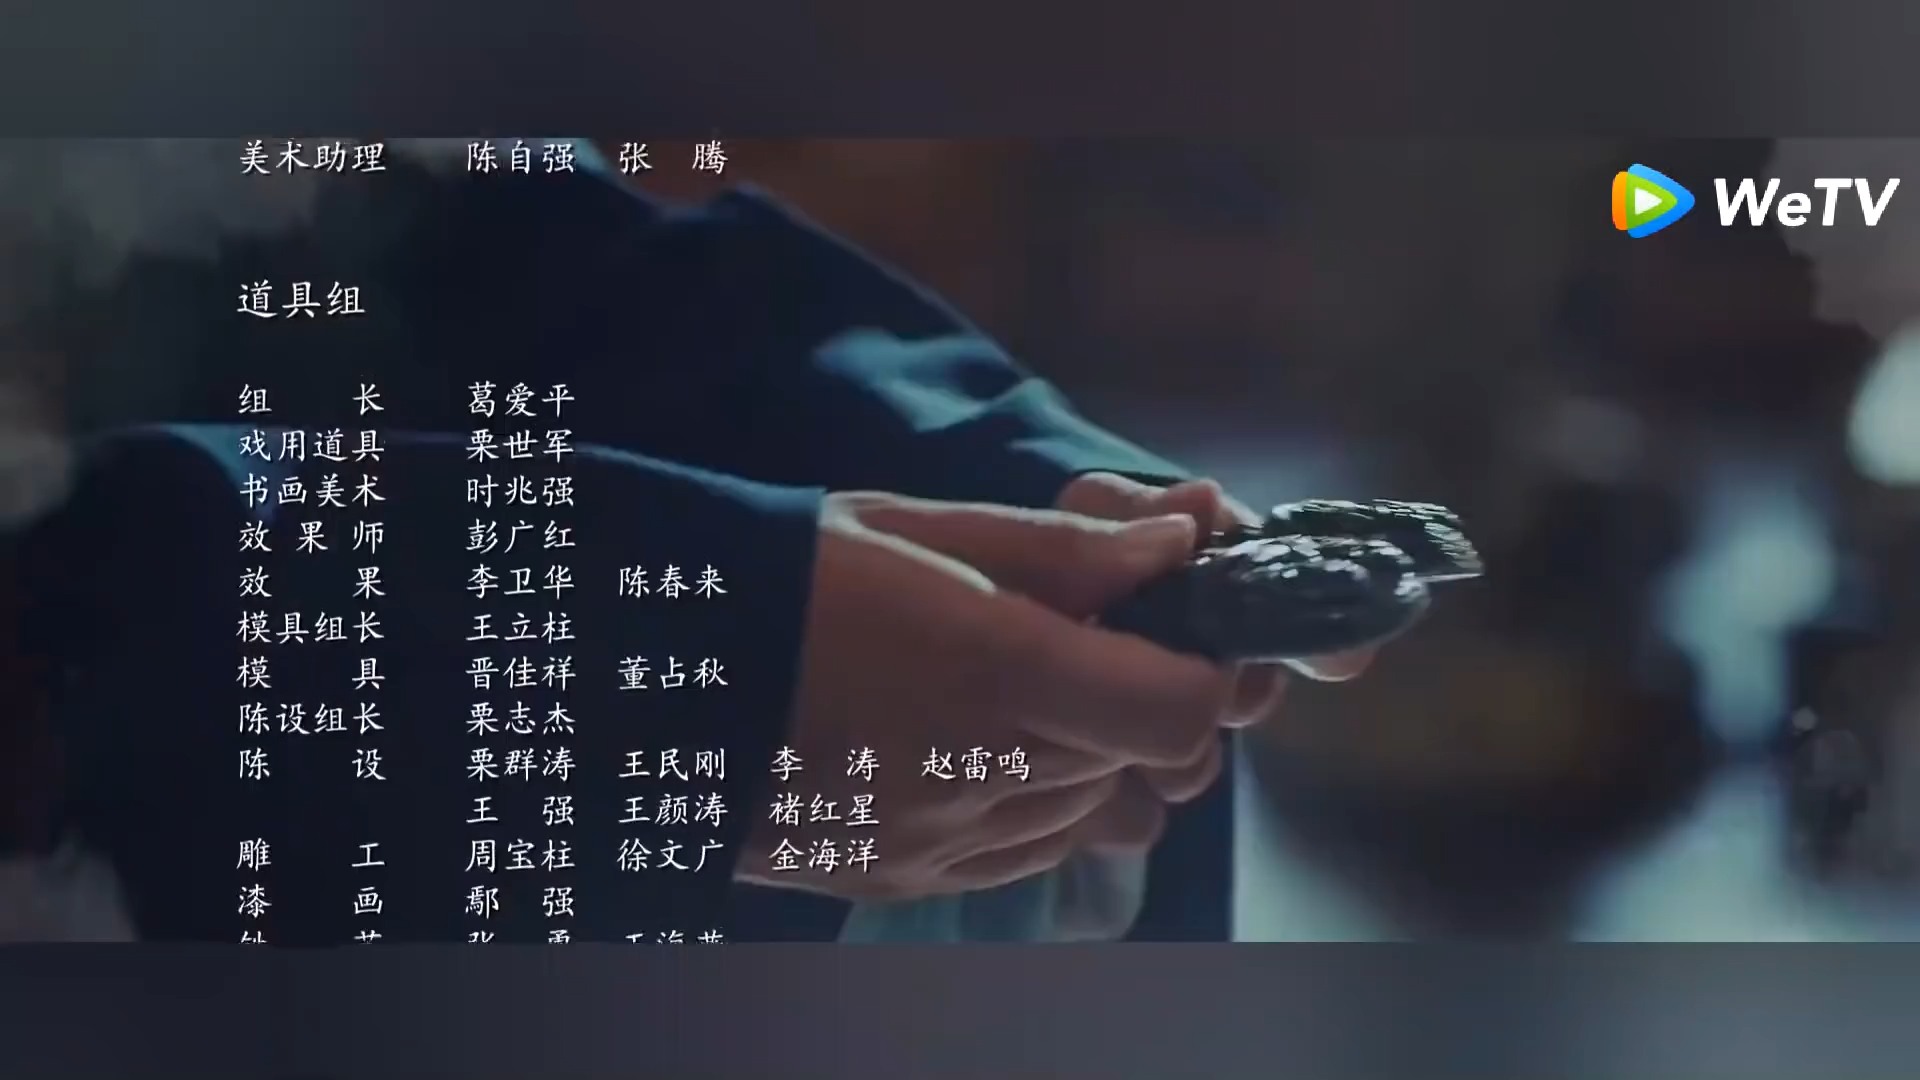 美术助理 陈自强 张 腾
WeTV
道具组
组 长 葛爱平
戏用道具 栗世军
书画美术 时兆强
效果师 彭广红
效 果 李卫华 陈春来
模具组长 王立柱
模 具 晋佳祥 董占秋
陈设组长 栗志杰
陈 设 栗群涛 王民刚 李 涛 赵雷鸣
王 强 王颜涛 褚红星
雕 工 周宝柱 徐文广 金海洋
漆 画 鄢 强